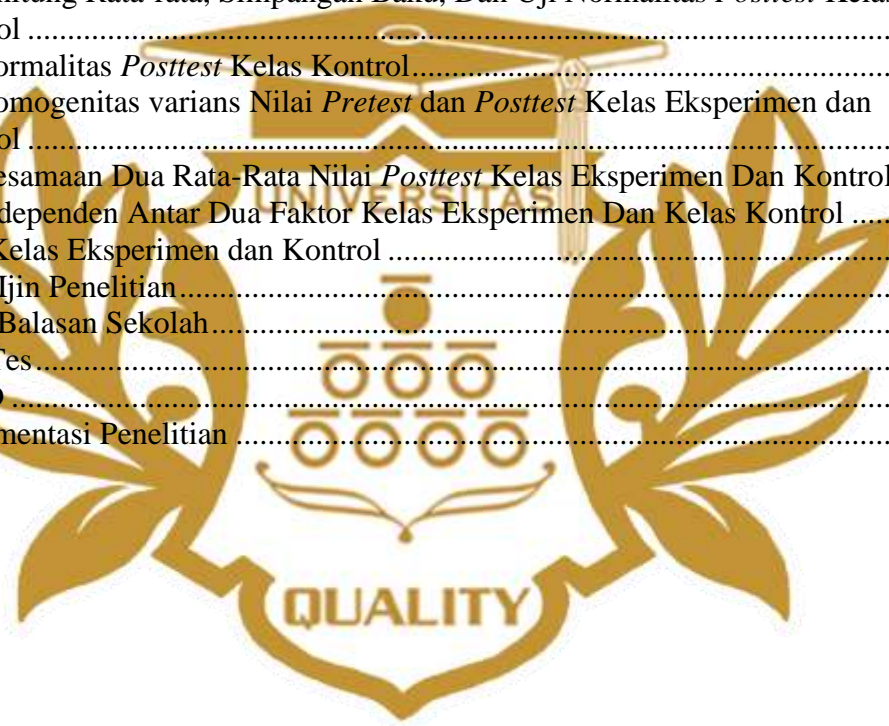 itung Rata-rata, Simpangan Baku, Dan Uji Normalitas Posttest Kelas
ol ..........
ormalitas Posttest Kelas Kontrol..........
omogenitas varians Nilai Pretest dan Posttest Kelas Eksperimen dan
ol ..........
esamaan Dua Rata-Rata Nilai Posttest Kelas Eksperimen Dan Kontrol
dependen Antar Dua Faktor Kelas Eksperimen Dan Kelas Kontrol .....
Kelas Eksperimen dan Kontrol ..........
Ijin Penelitian..........
Balasan Sekolah..........
Tes..........
mentasi Penelitian ..........
UNIVERSITAS
QUALITY